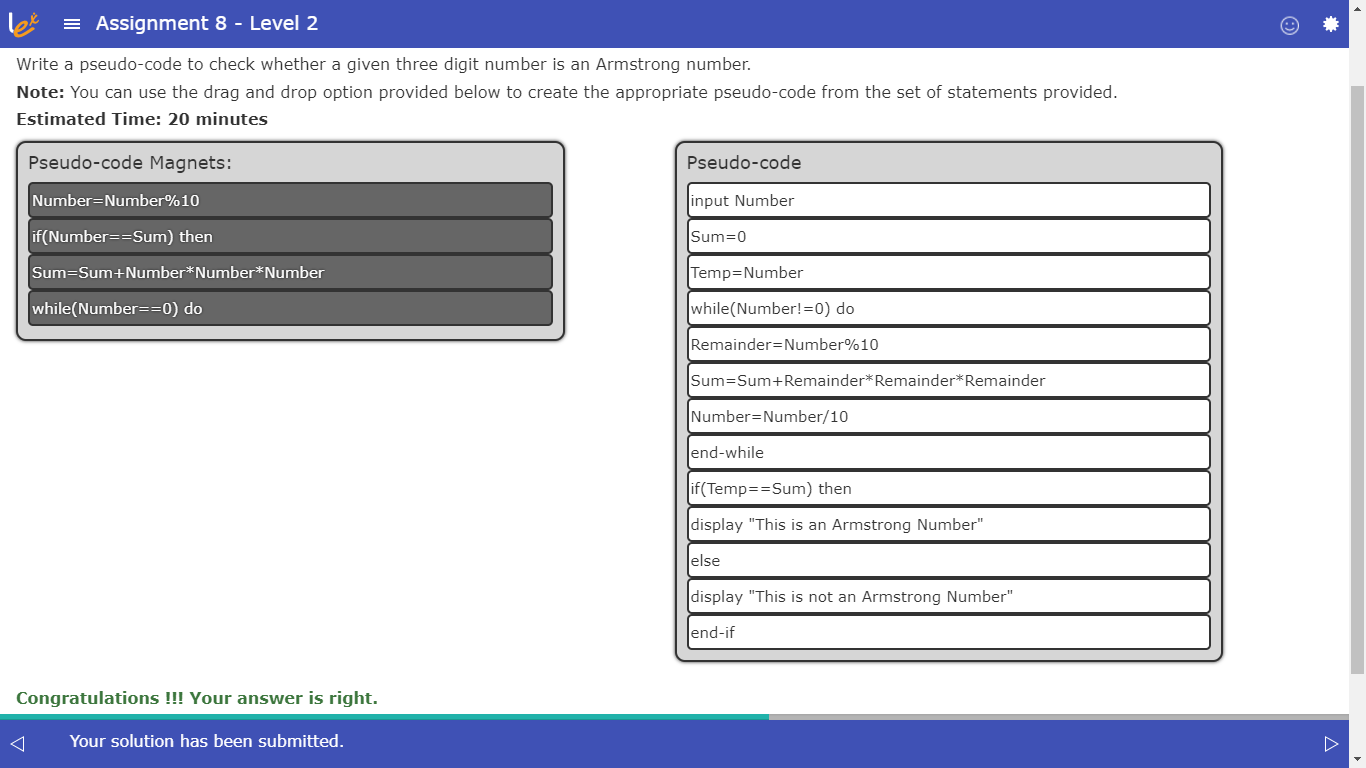 Lex
Assignment 8 - Level 2
Write a pseudo-code to check whether a given three digit number is an Armstrong number.
Note: You can use the drag and drop option provided below to create the appropriate pseudo-code from the set of statements provided.
Estimated Time: 20 minutes
Pseudo-code Magnets:
Number=Number%10
if(Number==Sum) then
Sum=Sum+Number*Number*Number
while(Number==0) do
Pseudo-code
input Number
Sum=0
Temp=Number
while(Number!=0) do
Remainder=Number%10
Sum=Sum+Remainder*Remainder*Remainder
Number=Number/10
end-while
if(Temp==Sum) then
display "This is an Armstrong Number"
else
display "This is not an Armstrong Number"
end-if
Congratulations !!! Your answer is right.
Your solution has been submitted.